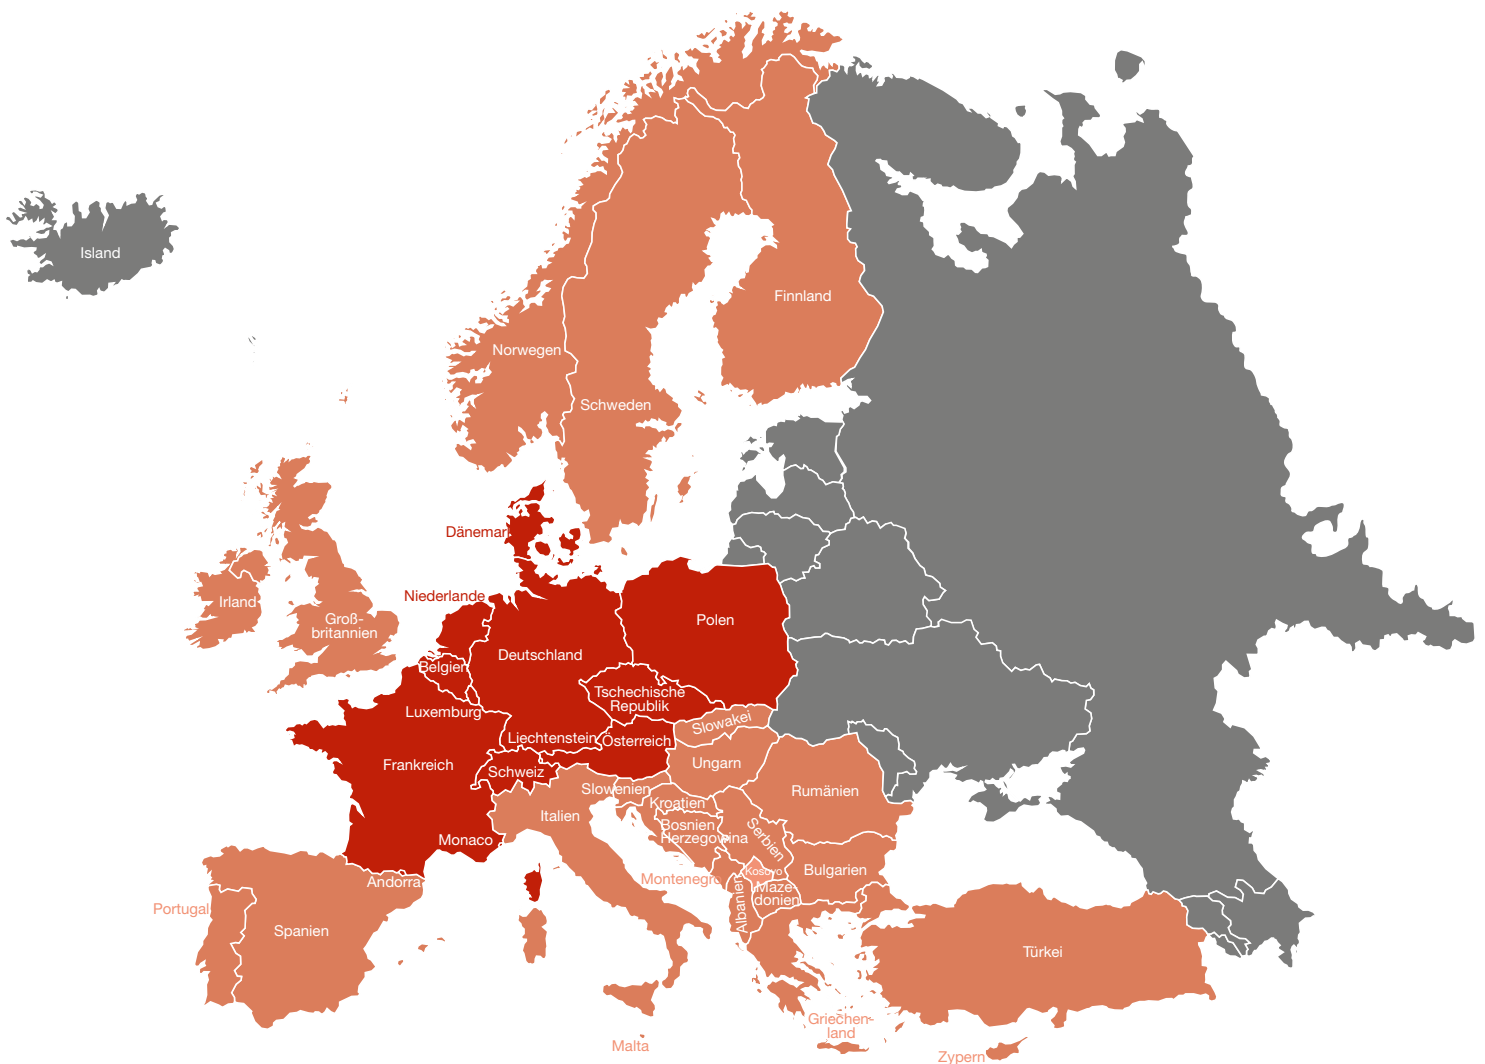 Island
Finnland
Norwegen
Schweden
Dänemar
Niederlande
Irland
Groß-
britannien
Polen
Deutschland
Belgien
Tschechische
Republik
Luxemburg
Slowakei
Liechtenstein
Österreich
Frankreich
Schweiz
Ungarn
Slowenien
Rumänien
Kroatien
Italien
Bosnien
Herzegowina
Serbien
Monaco
Kosovo
Bulgarien
Andorra
Montenegro
Maze-
donien
Albanien
Portugal
Spanien
Türkei
Griechen-
land
Malta
Zypern